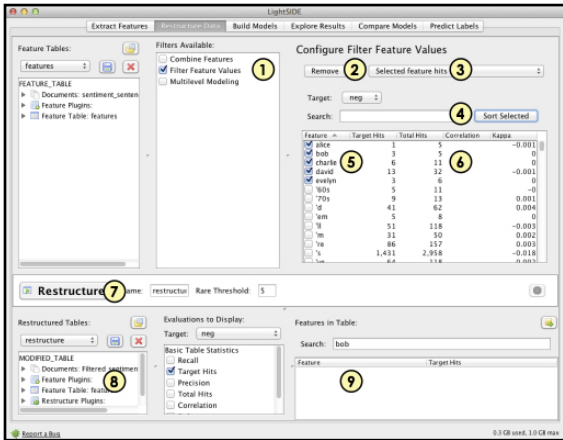 LightSIDE
Extract Features Restructure Data Build Models Explore Results Compare Models Predict Labels
Feature Tables:
features
FEATURE_TABLE
Documents: sentiment_senten
Feature Plugins:
Feature Table: features
Filters Available:
Combine Features
Filter Feature Values
Multilevel Modeling
1
Configure Filter Feature Values
Remove 2 Selected feature hits 3
Target: neg
4
Search: Sort Selected
Feature Target Hits Total Hits Correlation Kappa
5 6
alice 1 5 -0.001
bob 3 5 0
charlie 6 11 0
david 13 32 -0.001
evelyn 3 6 0
'60s 5 11 -0
'70s 9 13 0.001
'd 41 62 0.004
'em 5 8 0
'll 51 118 -0.003
'm 31 50 0.002
're 86 157 0.003
's 1,431 2,958 -0.018
Restructure 7 ame: restructur Rare Threshold: 5
Restructured Tables:
restructure
MODIFIED_TABLE
Documents: Filtered_sentimen
Feature Plugins:
Feature Table: featur
Restructure Plugins:
8
Evaluations to Display:
Target: neg
Basic Table Statistics
Recall
Target Hits
Precision
Total Hits
Correlation
Features in Table:
Search: bob
Feature Target Hits
9
Report a Bug
0.3 GB used, 1.0 GB max